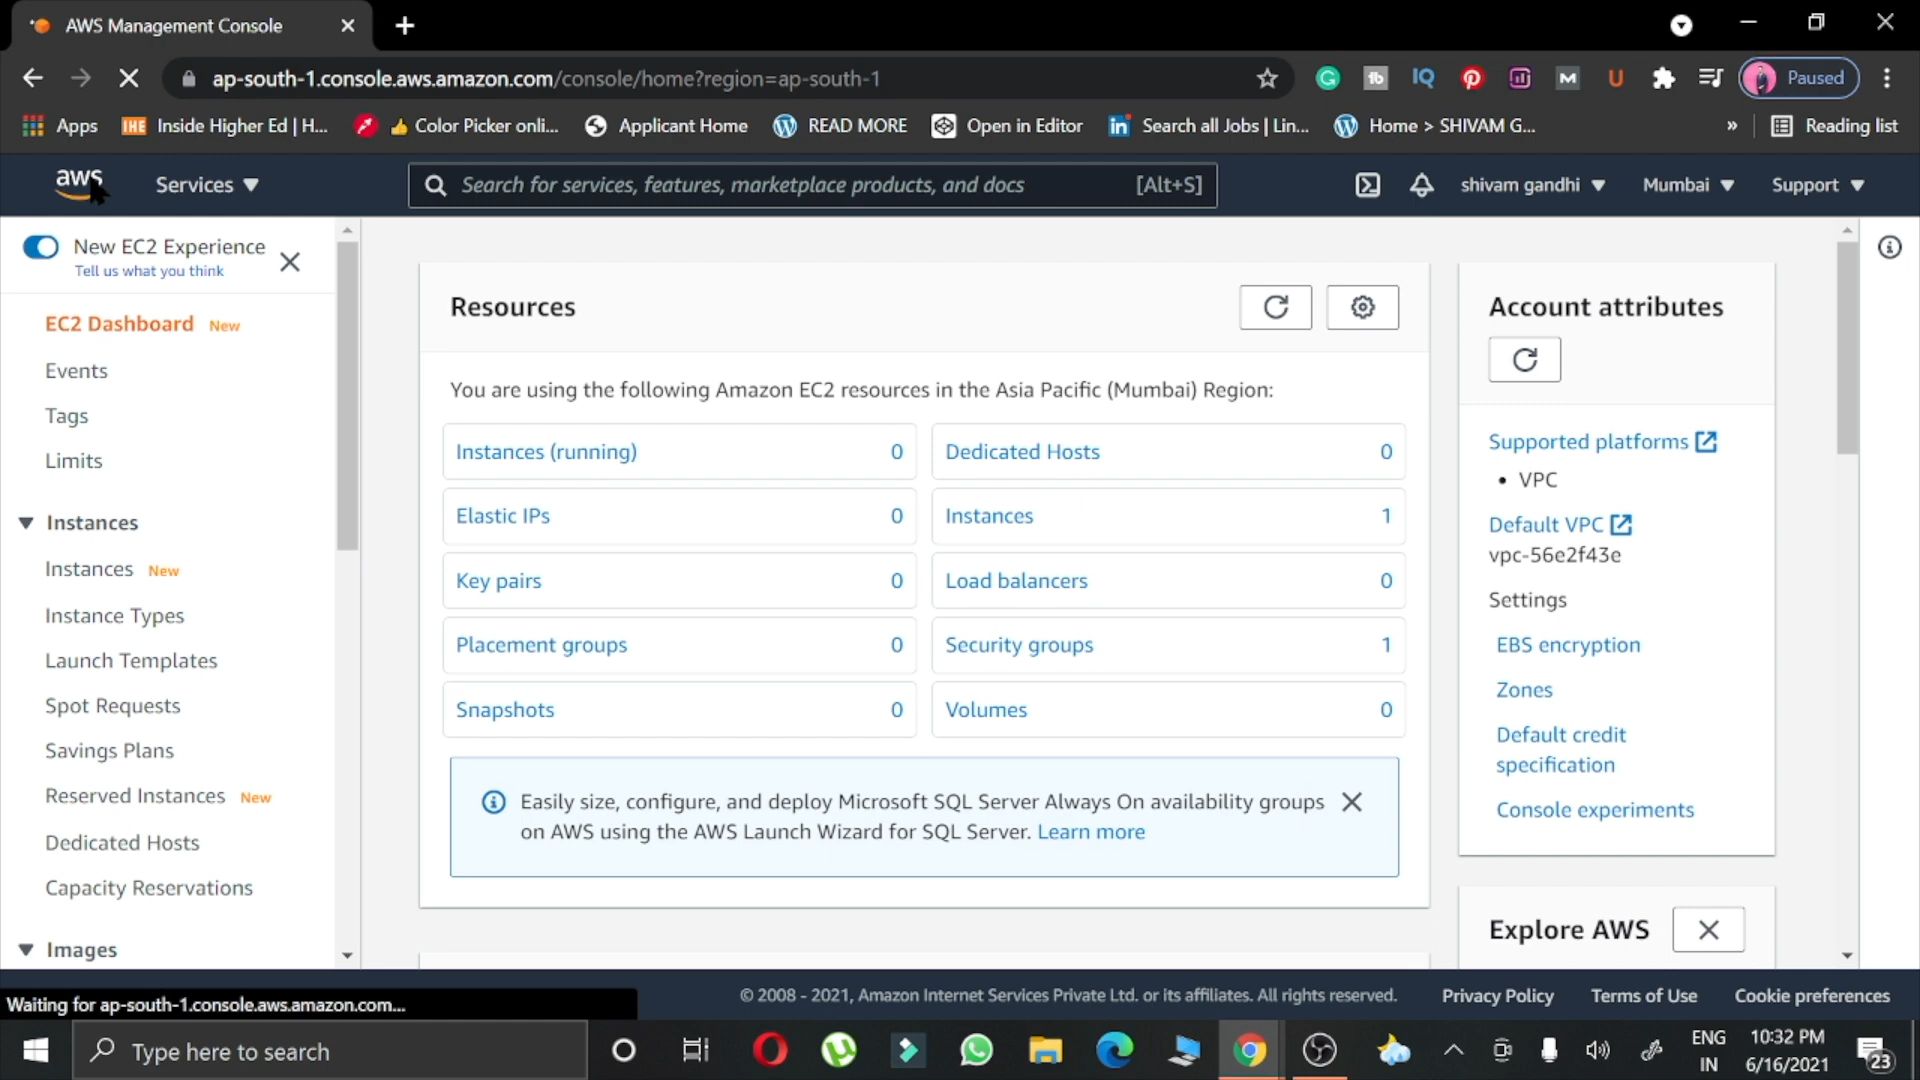 AWS Management Console
ap-south-1.console.aws.amazon.com/console/home?region=ap-south-1
Paused
Apps
IHE Inside Higher Ed | H...
👍 Color Picker onli...
Applicant Home
READ MORE
Open in Editor
Search all Jobs | Lin...
Home > SHIVAM G...
»
Reading list
aws
Services
Search for services, features, marketplace products, and docs
[Alt+S]
shivam gandhi
Mumbai
Support
New EC2 Experience
Tell us what you think
EC2 Dashboard New
Events
Tags
Limits
Instances
Instances New
Instance Types
Launch Templates
Spot Requests
Savings Plans
Reserved Instances New
Dedicated Hosts
Capacity Reservations
Images
Resources
You are using the following Amazon EC2 resources in the Asia Pacific (Mumbai) Region:
Instances (running) 0
Dedicated Hosts 0
Elastic IPs 0
Instances 1
Key pairs 0
Load balancers 0
Placement groups 0
Security groups 1
Snapshots 0
Volumes 0
Easily size, configure, and deploy Microsoft SQL Server Always On availability groups
on AWS using the AWS Launch Wizard for SQL Server. Learn more
Account attributes
Supported platforms
• VPC
Default VPC
vpc-56e2f43e
Settings
EBS encryption
Zones
Default credit
specification
Console experiments
Explore AWS
Waiting for ap-south-1.console.aws.amazon.com...
© 2008 - 2021, Amazon Internet Services Private Ltd. or its affiliates. All rights reserved.
Privacy Policy
Terms of Use
Cookie preferences
Type here to search
ENG
IN
10:32 PM
6/16/2021
23